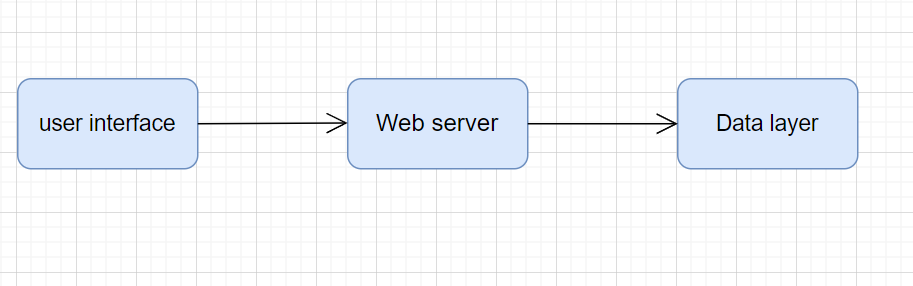 user interface
Web server
Data layer